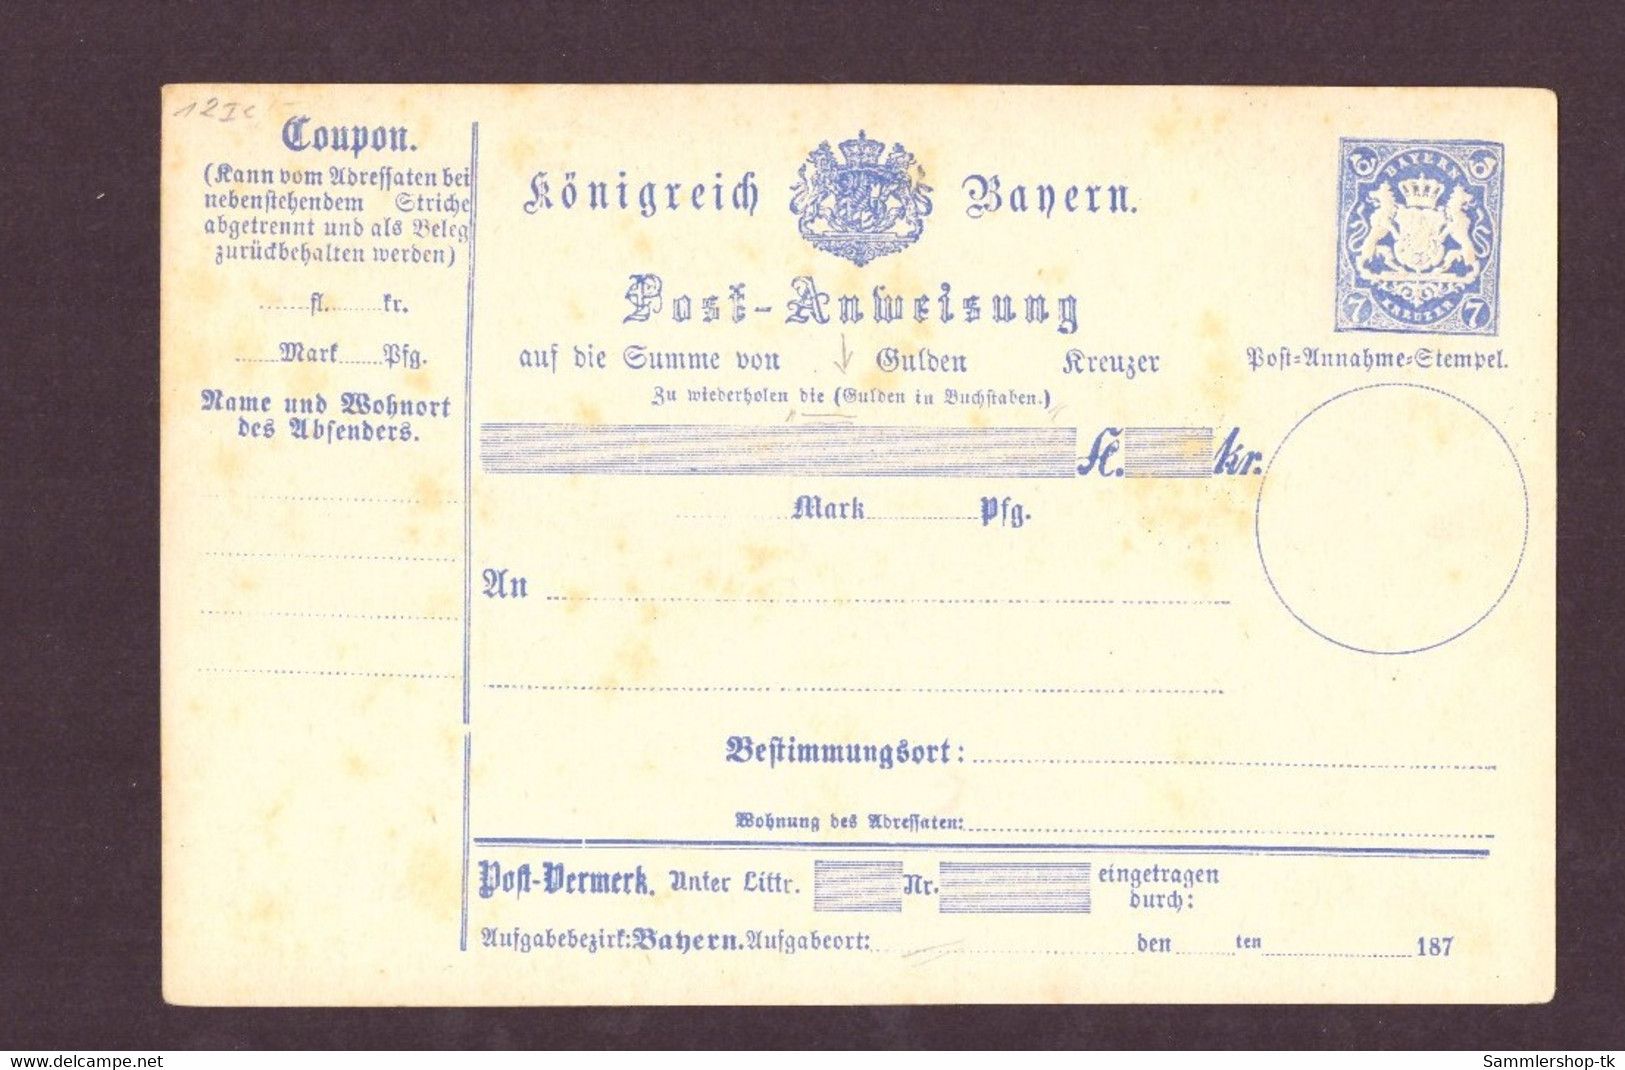 12 I c
Coupon.
(Kann vom Adressaten bei
nebenstehendem Striche
abgetrennt und als Beleg
zurückbehalten werden)
......fl.........kr.
......Mark......Pfg.
Name und Wohnort
des Absenders.
Königreich Bayern.
Post-Anweisung
auf die Summe von Gulden Kreuzer
Zu wiederholen die (Gulden in Buchstaben.)
fl. kr.
Mark Pfg.
An
Bestimmungsort:
Wohnung des Adressaten:
Post-Vermerk. Unter Littr. Nr. eingetragen
durch:
Aufgabebezirk: Bayern. Aufgabeort: den ten 187
BAYERN
7 KREUZER 7
Post-Annahme-Stempel.
delcampe.net
Sammlershop-tk